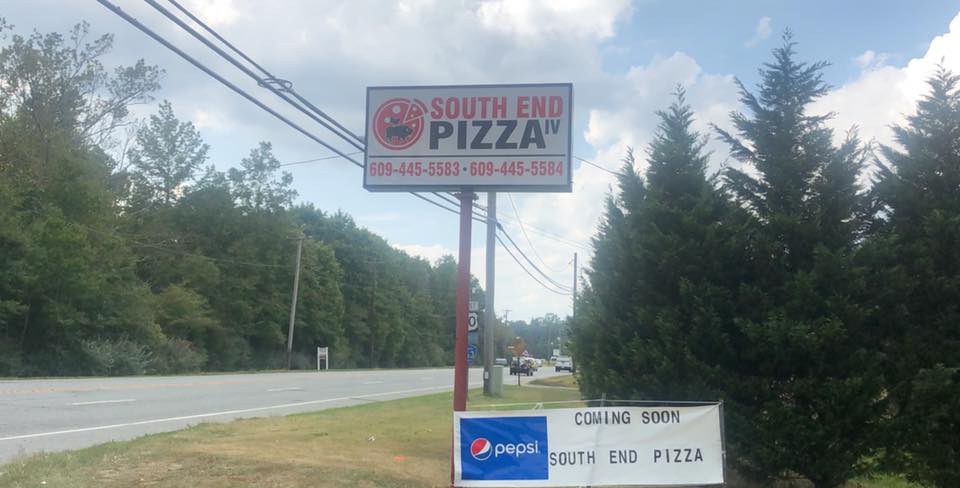 SOUTH END
PIZZA IV
609-445-5583 • 609-445-5584
pepsi
COMING SOON
SOUTH END PIZZA